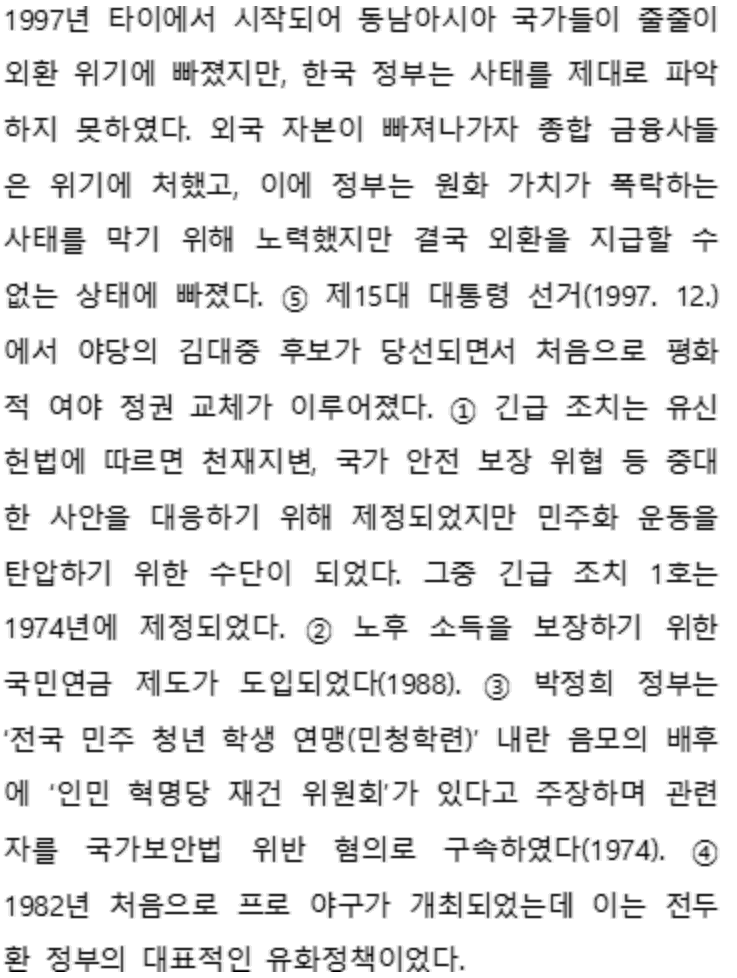 1997년 타이에서 시작되어 동남아시아 국가들이 줄줄이
외환 위기에 빠졌지만, 한국 정부는 사태를 제대로 파악
하지 못하였다. 외국 자본이 빠져나가자 종합 금융사들
은 위기에 처했고, 이에 정부는 원화 가치가 폭락하는
사태를 막기 위해 노력했지만 결국 외환을 지급할 수
없는 상태에 빠졌다. ⑤ 제15대 대통령 선거(1997. 12.)
에서 야당의 김대중 후보가 당선되면서 처음으로 평화
적 여야 정권 교체가 이루어졌다. ① 긴급 조치는 유신
헌법에 따르면 천재지변, 국가 안전 보장 위협 등 중대
한 사안을 대응하기 위해 제정되었지만 민주화 운동을
탄압하기 위한 수단이 되었다. 그중 긴급 조치 1호는
1974년에 제정되었다. ② 노후 소득을 보장하기 위한
국민연금 제도가 도입되었다(1988). ③ 박정희 정부는
‘전국 민주 청년 학생 연맹(민청학련)’ 내란 음모의 배후
에 ‘인민 혁명당 재건 위원회’가 있다고 주장하며 관련
자를 국가보안법 위반 혐의로 구속하였다(1974). ④
1982년 처음으로 프로 야구가 개최되었는데 이는 전두
환 정부의 대표적인 유화정책이었다.